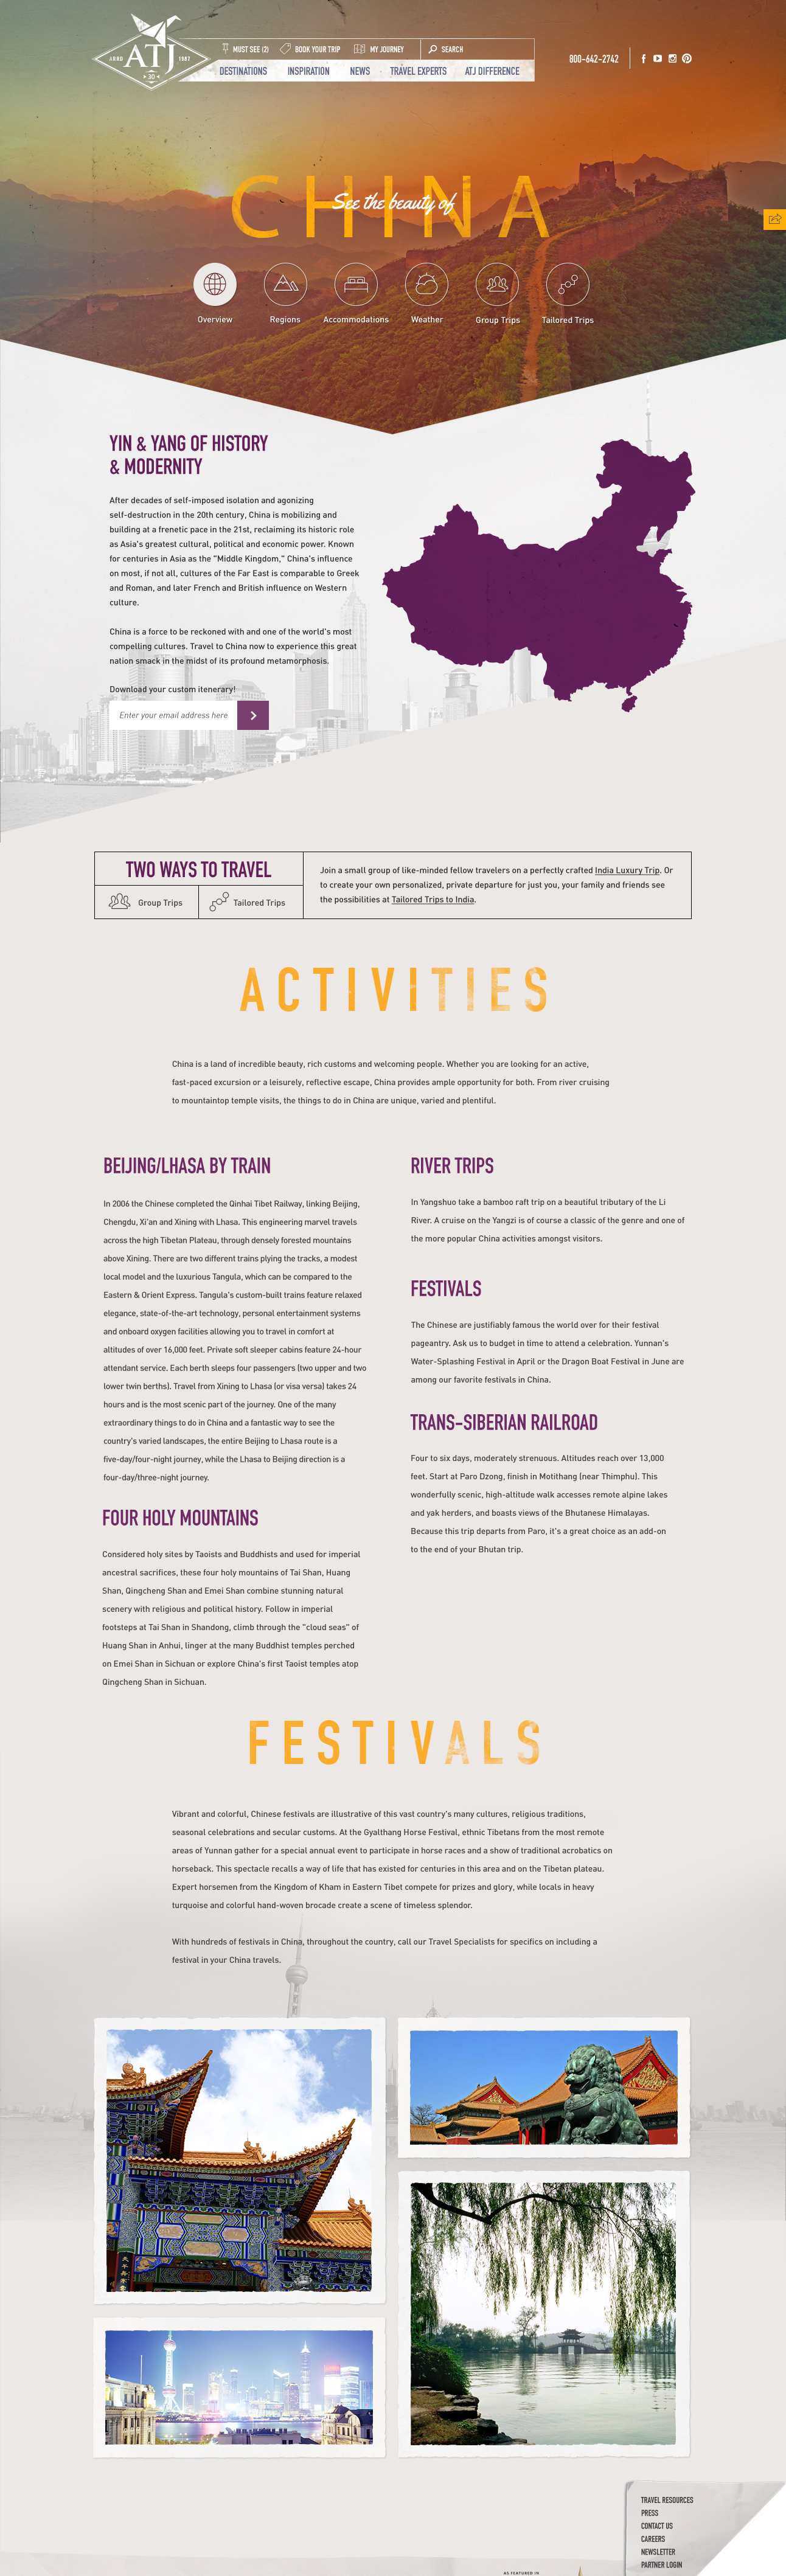 ABRD ATJ 1987
30
MUST SEE (2)
BOOK YOUR TRIP
MY JOURNEY
SEARCH
DESTINATIONS
INSPIRATION
NEWS
TRAVEL EXPERTS
ATJ DIFFERENCE
800-642-2742
See the beauty of
CHINA
Overview
Regions
Accommodations
Weather
Group Trips
Tailored Trips
YIN & YANG OF HISTORY
& MODERNITY
After decades of self-imposed isolation and agonizing
self-destruction in the 20th century, China is mobilizing and
building at a frenetic pace in the 21st, reclaiming its historic role
as Asia's greatest cultural, political and economic power. Known
for centuries in Asia as the "Middle Kingdom," China's influence
on most, if not all, cultures of the Far East is comparable to Greek
and Roman, and later French and British influence on Western
culture.
China is a force to be reckoned with and one of the world's most
compelling cultures. Travel to China now to experience this great
nation smack in the midst of its profound metamorphosis.
Download your custom itenerary!
Enter your email address here
TWO WAYS TO TRAVEL
Group Trips
Tailored Trips
Join a small group of like-minded fellow travelers on a perfectly crafted India Luxury Trip. Or
to create your own personalized, private departure for just you, your family and friends see
the possibilities at Tailored Trips to India.
ACTIVITIES
China is a land of incredible beauty, rich customs and welcoming people. Whether you are looking for an active,
fast-paced excursion or a leisurely, reflective escape, China provides ample opportunity for both. From river cruising
to mountaintop temple visits, the things to do in China are unique, varied and plentiful.
BEIJING/LHASA BY TRAIN
In 2006 the Chinese completed the Qinhai Tibet Railway, linking Beijing,
Chengdu, Xi'an and Xining with Lhasa. This engineering marvel travels
across the high Tibetan Plateau, through densely forested mountains
above Xining. There are two different trains plying the tracks, a modest
local model and the luxurious Tangula, which can be compared to the
Eastern & Orient Express. Tangula's custom-built trains feature relaxed
elegance, state-of-the-art technology, personal entertainment systems
and onboard oxygen facilities allowing you to travel in comfort at
altitudes of over 16,000 feet. Private soft sleeper cabins feature 24-hour
attendant service. Each berth sleeps four passengers (two upper and two
lower twin berths). Travel from Xining to Lhasa (or visa versa) takes 24
hours and is the most scenic part of the journey. One of the many
extraordinary things to do in China and a fantastic way to see the
country's varied landscapes, the entire Beijing to Lhasa route is a
five-day/four-night journey, while the Lhasa to Beijing direction is a
four-day/three-night journey.
FOUR HOLY MOUNTAINS
Considered holy sites by Taoists and Buddhists and used for imperial
ancestral sacrifices, these four holy mountains of Tai Shan, Huang
Shan, Qingcheng Shan and Emei Shan combine stunning natural
scenery with religious and political history. Follow in imperial
footsteps at Tai Shan in Shandong, climb through the "cloud seas" of
Huang Shan in Anhui, linger at the many Buddhist temples perched
on Emei Shan in Sichuan or explore China's first Taoist temples atop
Qingcheng Shan in Sichuan.
RIVER TRIPS
In Yangshuo take a bamboo raft trip on a beautiful tributary of the Li
River. A cruise on the Yangzi is of course a classic of the genre and one of
the more popular China activities amongst visitors.
FESTIVALS
The Chinese are justifiably famous the world over for their festival
pageantry. Ask us to budget in time to attend a celebration. Yunnan's
Water-Splashing Festival in April or the Dragon Boat Festival in June are
among our favorite festivals in China.
TRANS-SIBERIAN RAILROAD
Four to six days, moderately strenuous. Altitudes reach over 13,000
feet. Start at Paro Dzong, finish in Motithang (near Thimphu). This
wonderfully scenic, high-altitude walk accesses remote alpine lakes
and yak herders, and boasts views of the Bhutanese Himalayas.
Because this trip departs from Paro, it's a great choice as an add-on
to the end of your Bhutan trip.
FESTIVALS
Vibrant and colorful, Chinese festivals are illustrative of this vast country's many cultures, religious traditions,
seasonal celebrations and secular customs. At the Gyalthang Horse Festival, ethnic Tibetans from the most remote
areas of Yunnan gather for a special annual event to participate in horse races and a show of traditional acrobatics on
horseback. This spectacle recalls a way of life that has existed for centuries in this area and on the Tibetan plateau.
Expert horsemen from the Kingdom of Kham in Eastern Tibet compete for prizes and glory, while locals in heavy
turquoise and colorful hand-woven brocade create a scene of timeless splendor.
With hundreds of festivals in China, throughout the country, call our Travel Specialists for specifics on including a
festival in your China travels.
TRAVEL RESOURCES
PRESS
CONTACT US
CAREERS
NEWSLETTER
PARTNER LOGIN
AS FEATURED IN